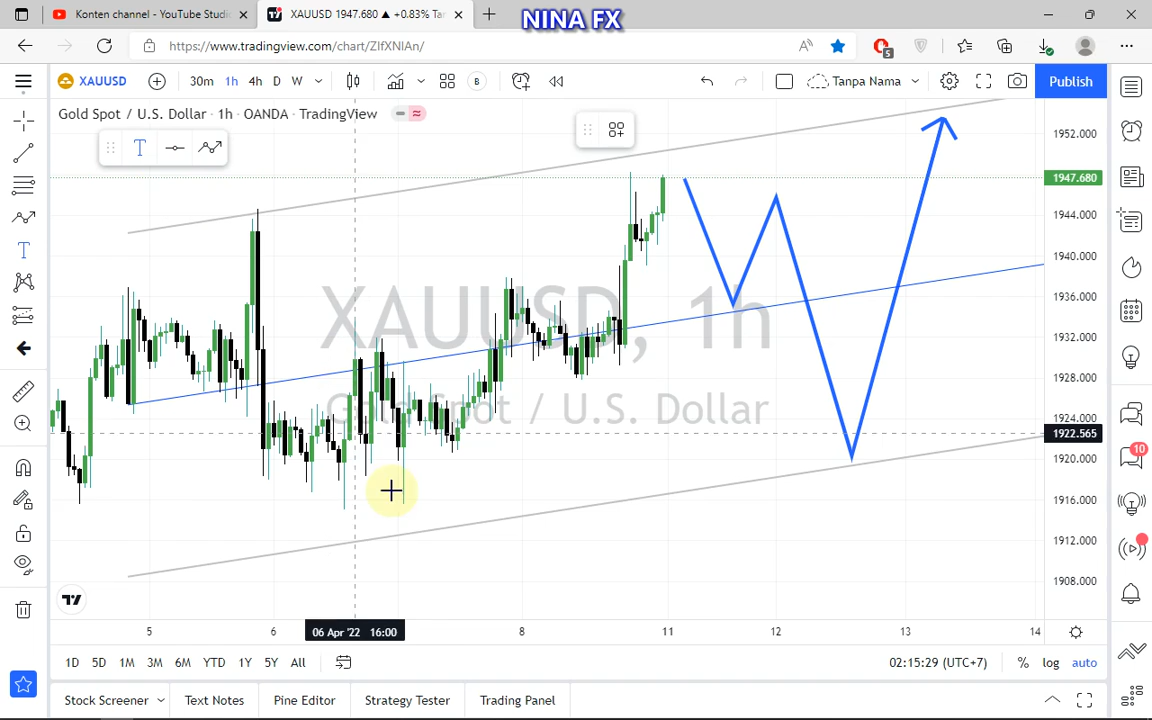 Konten channel - YouTube Studi
XAUUSD 1947.680 ▲ +0.83% Tan
NINA FX
https://www.tradingview.com/chart/ZIfXNIAn/
5
XAUUSD
30m 1h 4h D W
B
Tanpa Nama
Publish
Gold Spot / U.S. Dollar · 1h · OANDA · TradingView
T
T
XAUUSD, 1h
Gold Spot / U.S. Dollar
1952.000
1947.680
1944.000
1940.000
1936.000
1932.000
1928.000
1924.000
1922.565
1920.000
1916.000
1912.000
1908.000
10
5 6 06 Apr '22 16:00 8 11 12 13 14
1D 5D 1M 3M 6M YTD 1Y 5Y All
02:15:29 (UTC+7) % log auto
Stock Screener Text Notes Pine Editor Strategy Tester Trading Panel